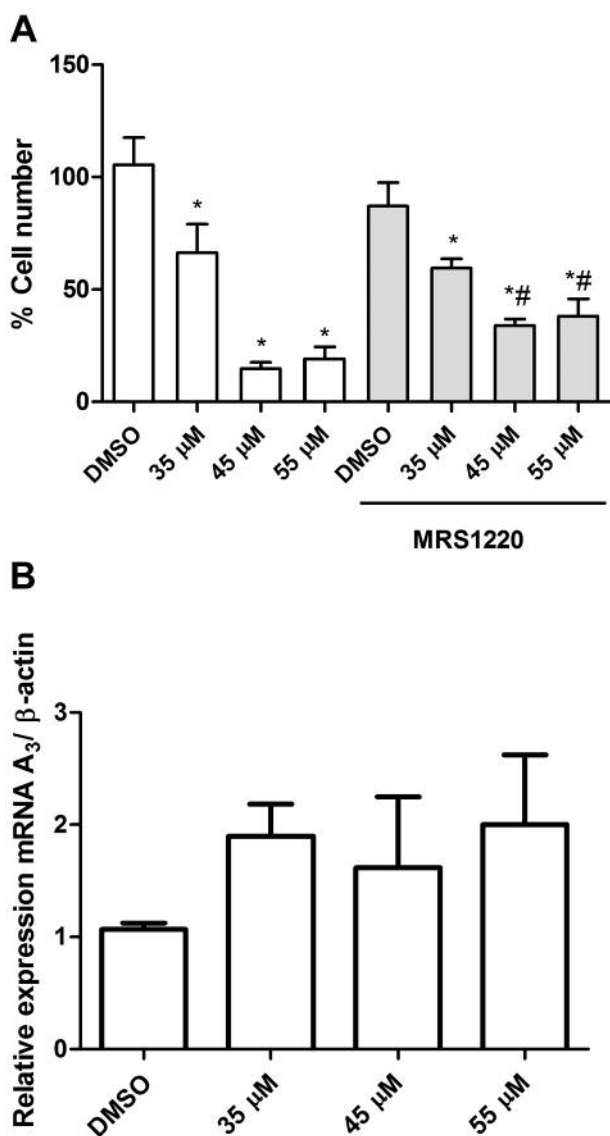 A
% Cell number
150
100
50
0
*
*
*
*
*#
*#
DMSO
35 μM
45 μM
55 μM
DMSO
35 μM
45 μM
55 μM
MRS1220
B
Relative expression mRNA A₃/ β-actin
3
2
1
0
DMSO
35 μM
45 μM
55 μM